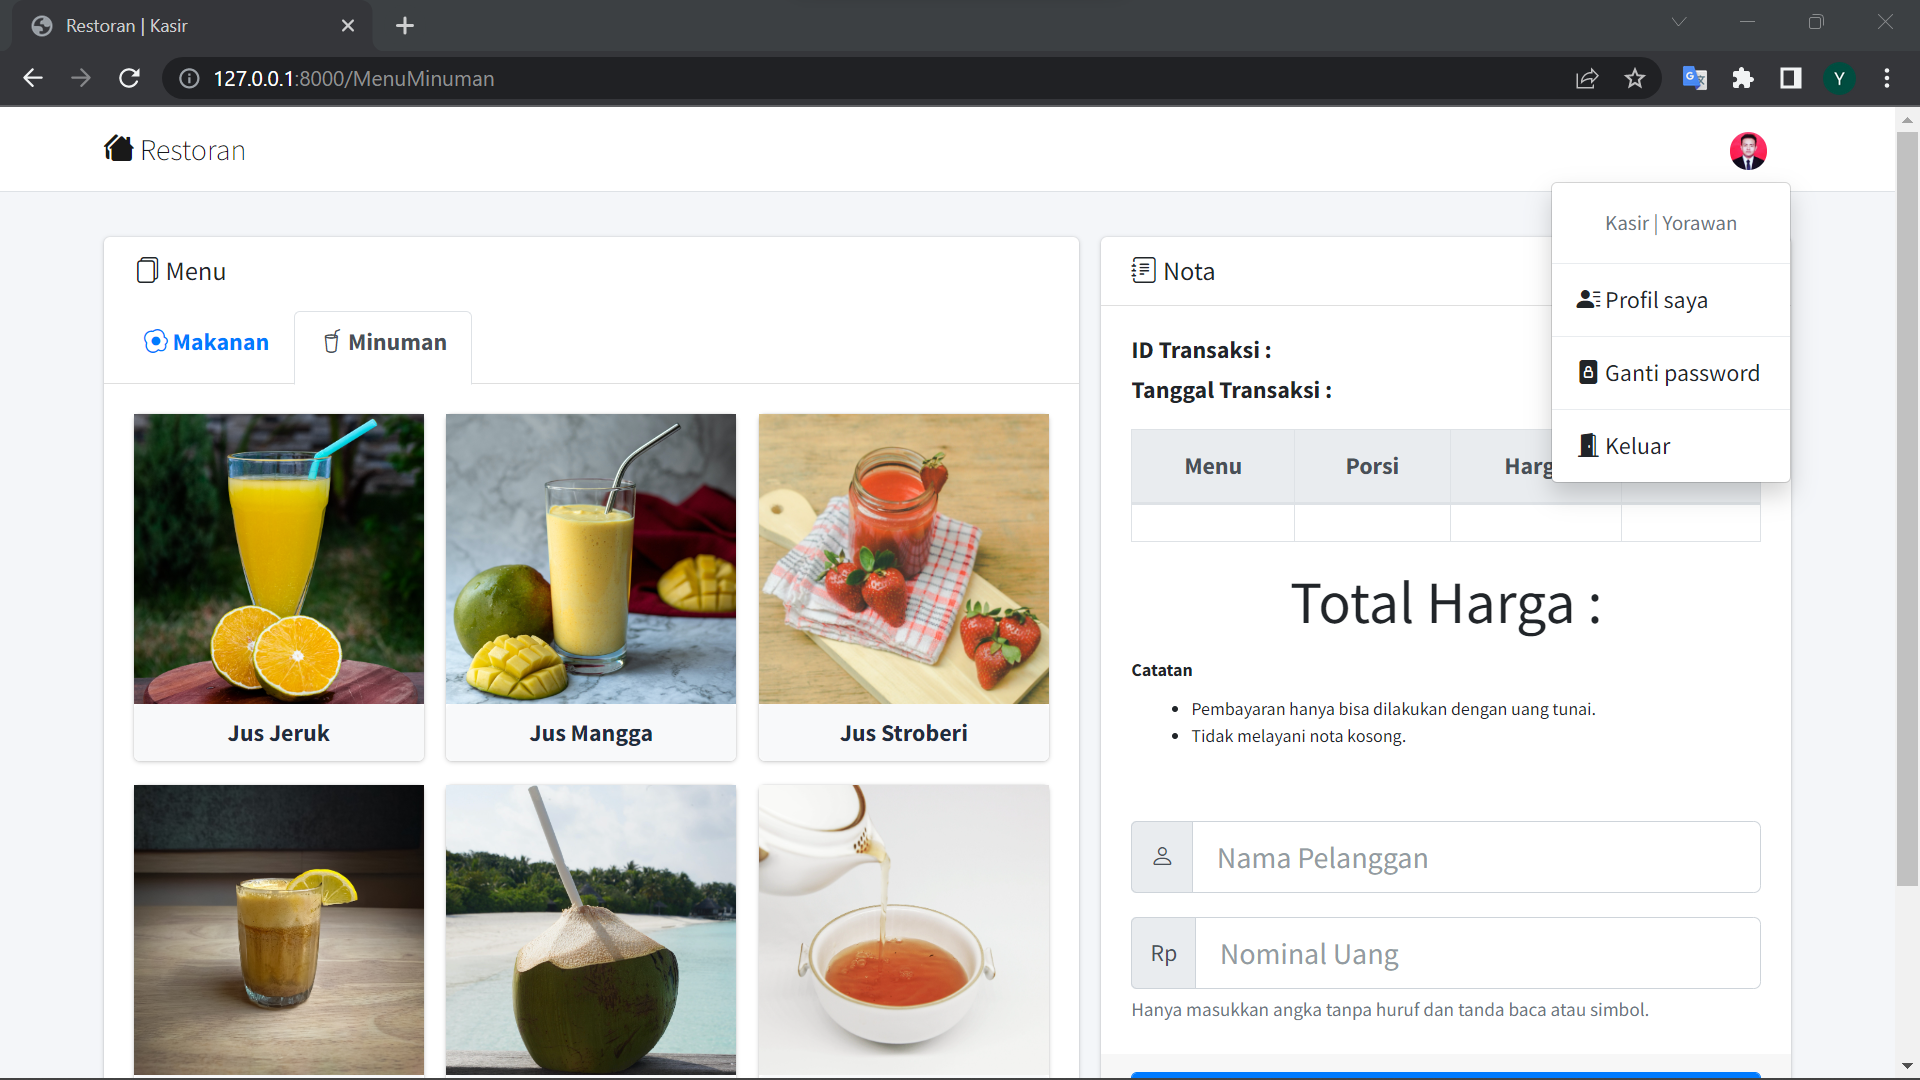 Restoran | Kasir
127.0.0.1:8000/MenuMinuman
Y
Restoran
Kasir | Yorawan
Profil saya
Ganti password
Keluar
Menu
Makanan
Minuman
Jus Jeruk
Jus Mangga
Jus Stroberi
Nota
ID Transaksi :
Tanggal Transaksi :
Menu Porsi Harg
Total Harga :
Catatan
Pembayaran hanya bisa dilakukan dengan uang tunai.
Tidak melayani nota kosong.
Nama Pelanggan
Rp Nominal Uang
Hanya masukkan angka tanpa huruf dan tanda baca atau simbol.